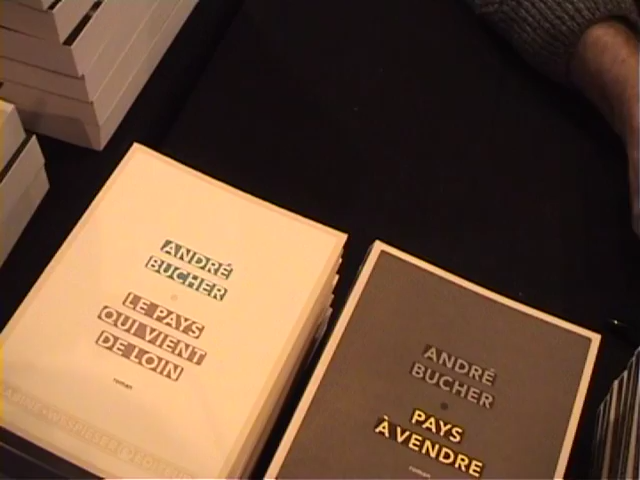 ANDRÉ
BUCHER
LE PAYS
QUI VIENT
DE LOIN
roman
ANDRÉ
BUCHER
PAYS
À VENDRE
roman